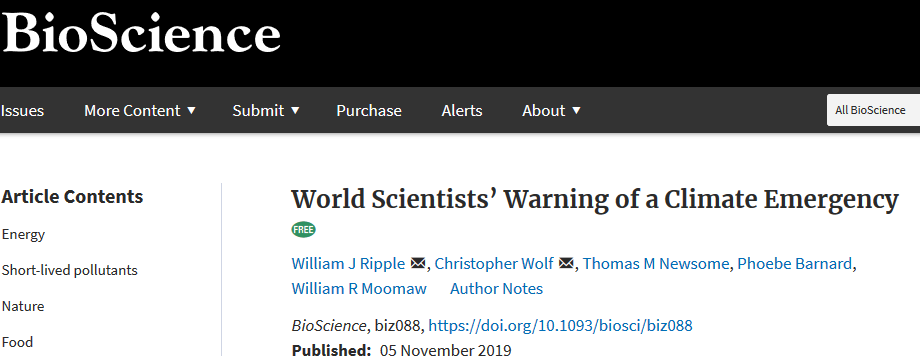 BioScience
Issues More Content ▼ Submit ▼ Purchase Alerts About ▼ All BioScience
Article Contents
Energy
Short-lived pollutants
Nature
Food
World Scientists’ Warning of a Climate Emergency
FREE
William J Ripple, Christopher Wolf, Thomas M Newsome, Phoebe Barnard,
William R Moomaw Author Notes
BioScience, biz088, https://doi.org/10.1093/biosci/biz088
Published: 05 November 2019